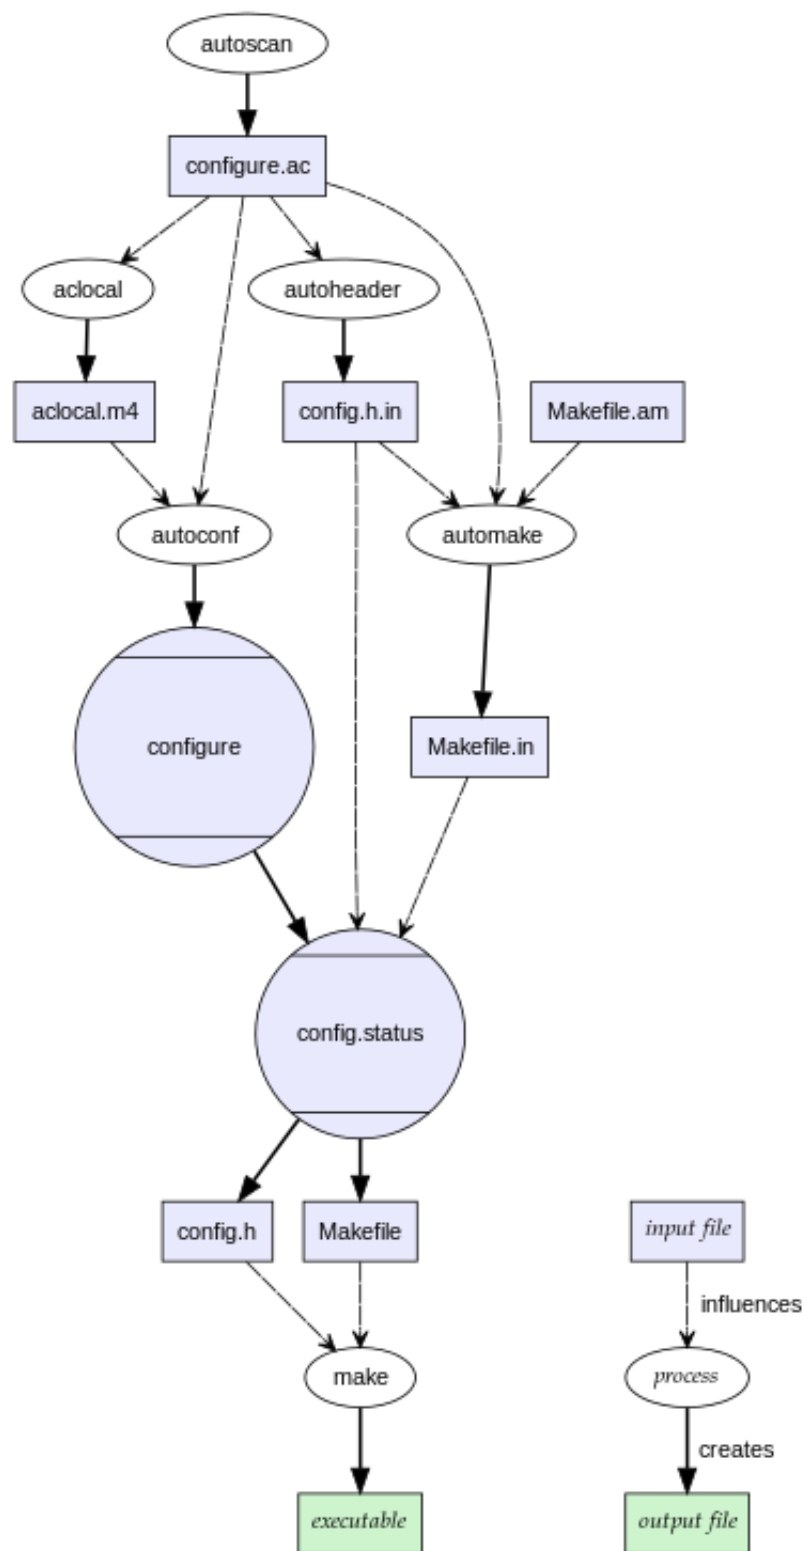 autoscan
configure.ac
aclocal
autoheader
aclocal.m4
config.h.in
Makefile.am
autoconf
automake
configure
Makefile.in
config.status
config.h
Makefile
input file
influences
make
process
creates
executable
output file